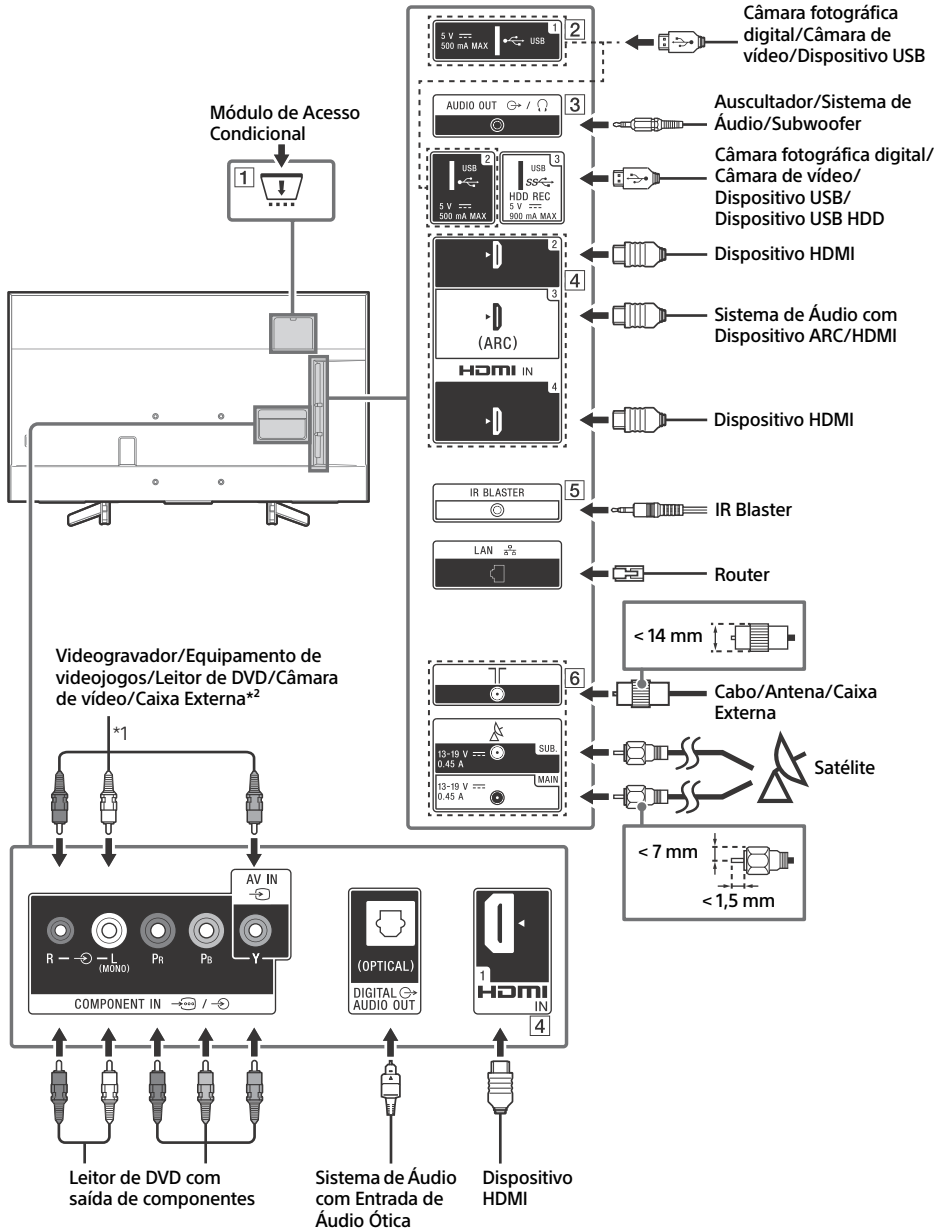 Câmara fotográfica
digital/Câmara de
vídeo/Dispositivo USB
1
2
5 V
500 mA MAX
USB
AUDIO OUT /
3
Auscultador/Sistema de
Áudio/Subwoofer
Módulo de Acesso
Condicional
1
2
USB
5 V
500 mA MAX
3
USB
SS
HDD REC
5 V
900 mA MAX
Câmara fotográfica digital/
Câmara de vídeo/
Dispositivo USB/
Dispositivo USB HDD
2
Dispositivo HDMI
4
3
(ARC)
Sistema de Áudio com
Dispositivo ARC/HDMI
HDMI IN
4
Dispositivo HDMI
IR BLASTER
5
IR Blaster
LAN
Router
< 14 mm
6
Cabo/Antena/Caixa
Externa
13-19 V
0.45 A
SUB.
13-19 V
0.45 A
MAIN
Satélite
< 7 mm
< 1,5 mm
Videogravador/Equipamento de
videojogos/Leitor de DVD/Câmara
de vídeo/Caixa Externa*2
*1
AV IN
R — — L
(MONO)
PR
PB
Y
COMPONENT IN /
(OPTICAL)
DIGITAL
AUDIO OUT
1
HDMI
IN
4
Leitor de DVD com
saída de componentes
Sistema de Áudio
com Entrada de
Áudio Ótica
Dispositivo
HDMI